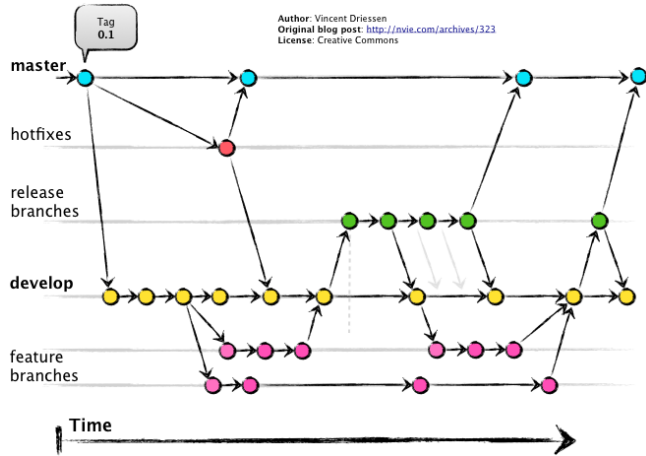 Tag
0.1
Author: Vincent Driessen
Original blog post: http://nvie.com/archives/323
License: Creative Commons
master
hotfixes
release
branches
develop
feature
branches
Time